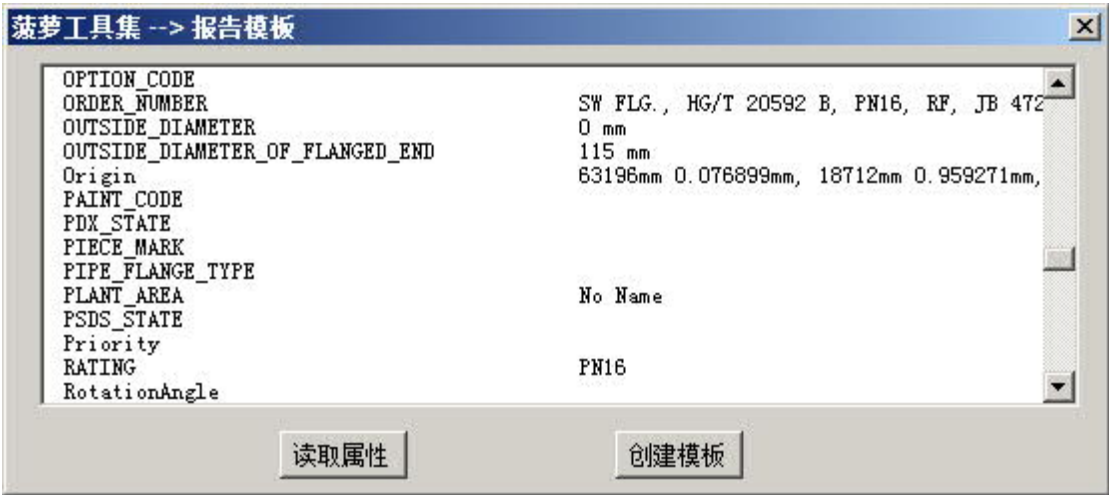 菠萝工具集 --> 报告模板
OPTION_CODE
ORDER_NUMBER SW FLG., HG/T 20592 B, PN16, RF, JB 472
OUTSIDE_DIAMETER 0 mm
OUTSIDE_DIAMETER_OF_FLANGED_END 115 mm
Origin 63196mm 0.076899mm, 18712mm 0.959271mm,
PAINT_CODE
PDX_STATE
PIECE_MARK
PIPE_FLANGE_TYPE
PLANT_AREA No Name
PSDS_STATE
Priority
RATING PN16
RotationAngle
读取属性 创建模板